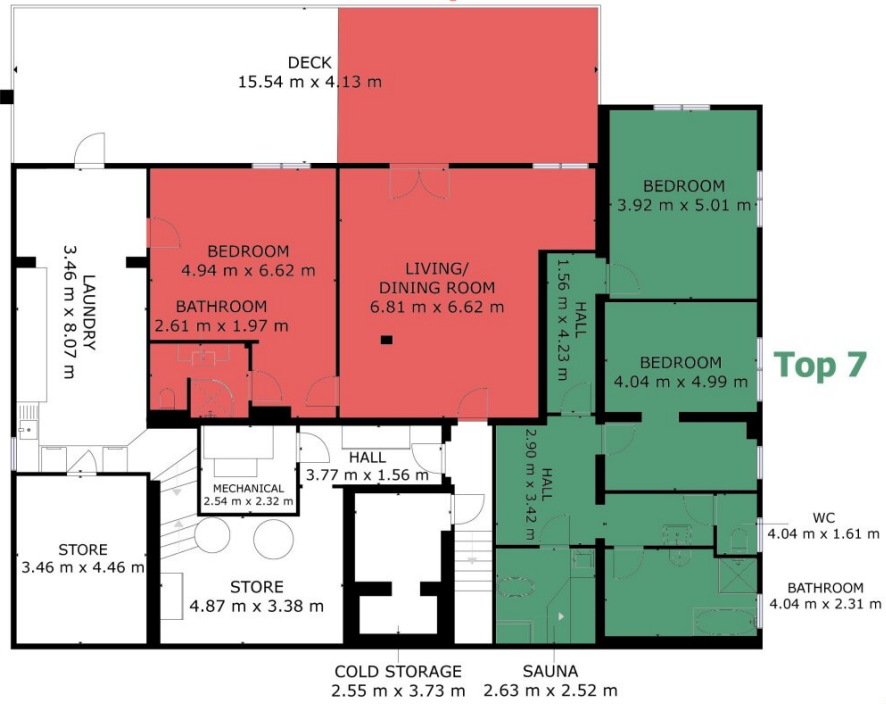 DECK
15.54 m x 4.13 m
BEDROOM
3.92 m x 5.01 m
BEDROOM
4.94 m x 6.62 m
LIVING/
DINING ROOM
6.81 m x 6.62 m
LAUNDRY
3.46 m x 8.07 m
BATHROOM
2.61 m x 1.97 m
HALL
1.56 m x 4.23 m
BEDROOM
4.04 m x 4.99 m
Top 7
HALL
3.77 m x 1.56 m
HALL
2.90 m x 3.42 m
MECHANICAL
2.54 m x 2.32 m
WC
4.04 m x 1.61 m
STORE
3.46 m x 4.46 m
STORE
4.87 m x 3.38 m
BATHROOM
4.04 m x 2.31 m
COLD STORAGE
2.55 m x 3.73 m
SAUNA
2.63 m x 2.52 m